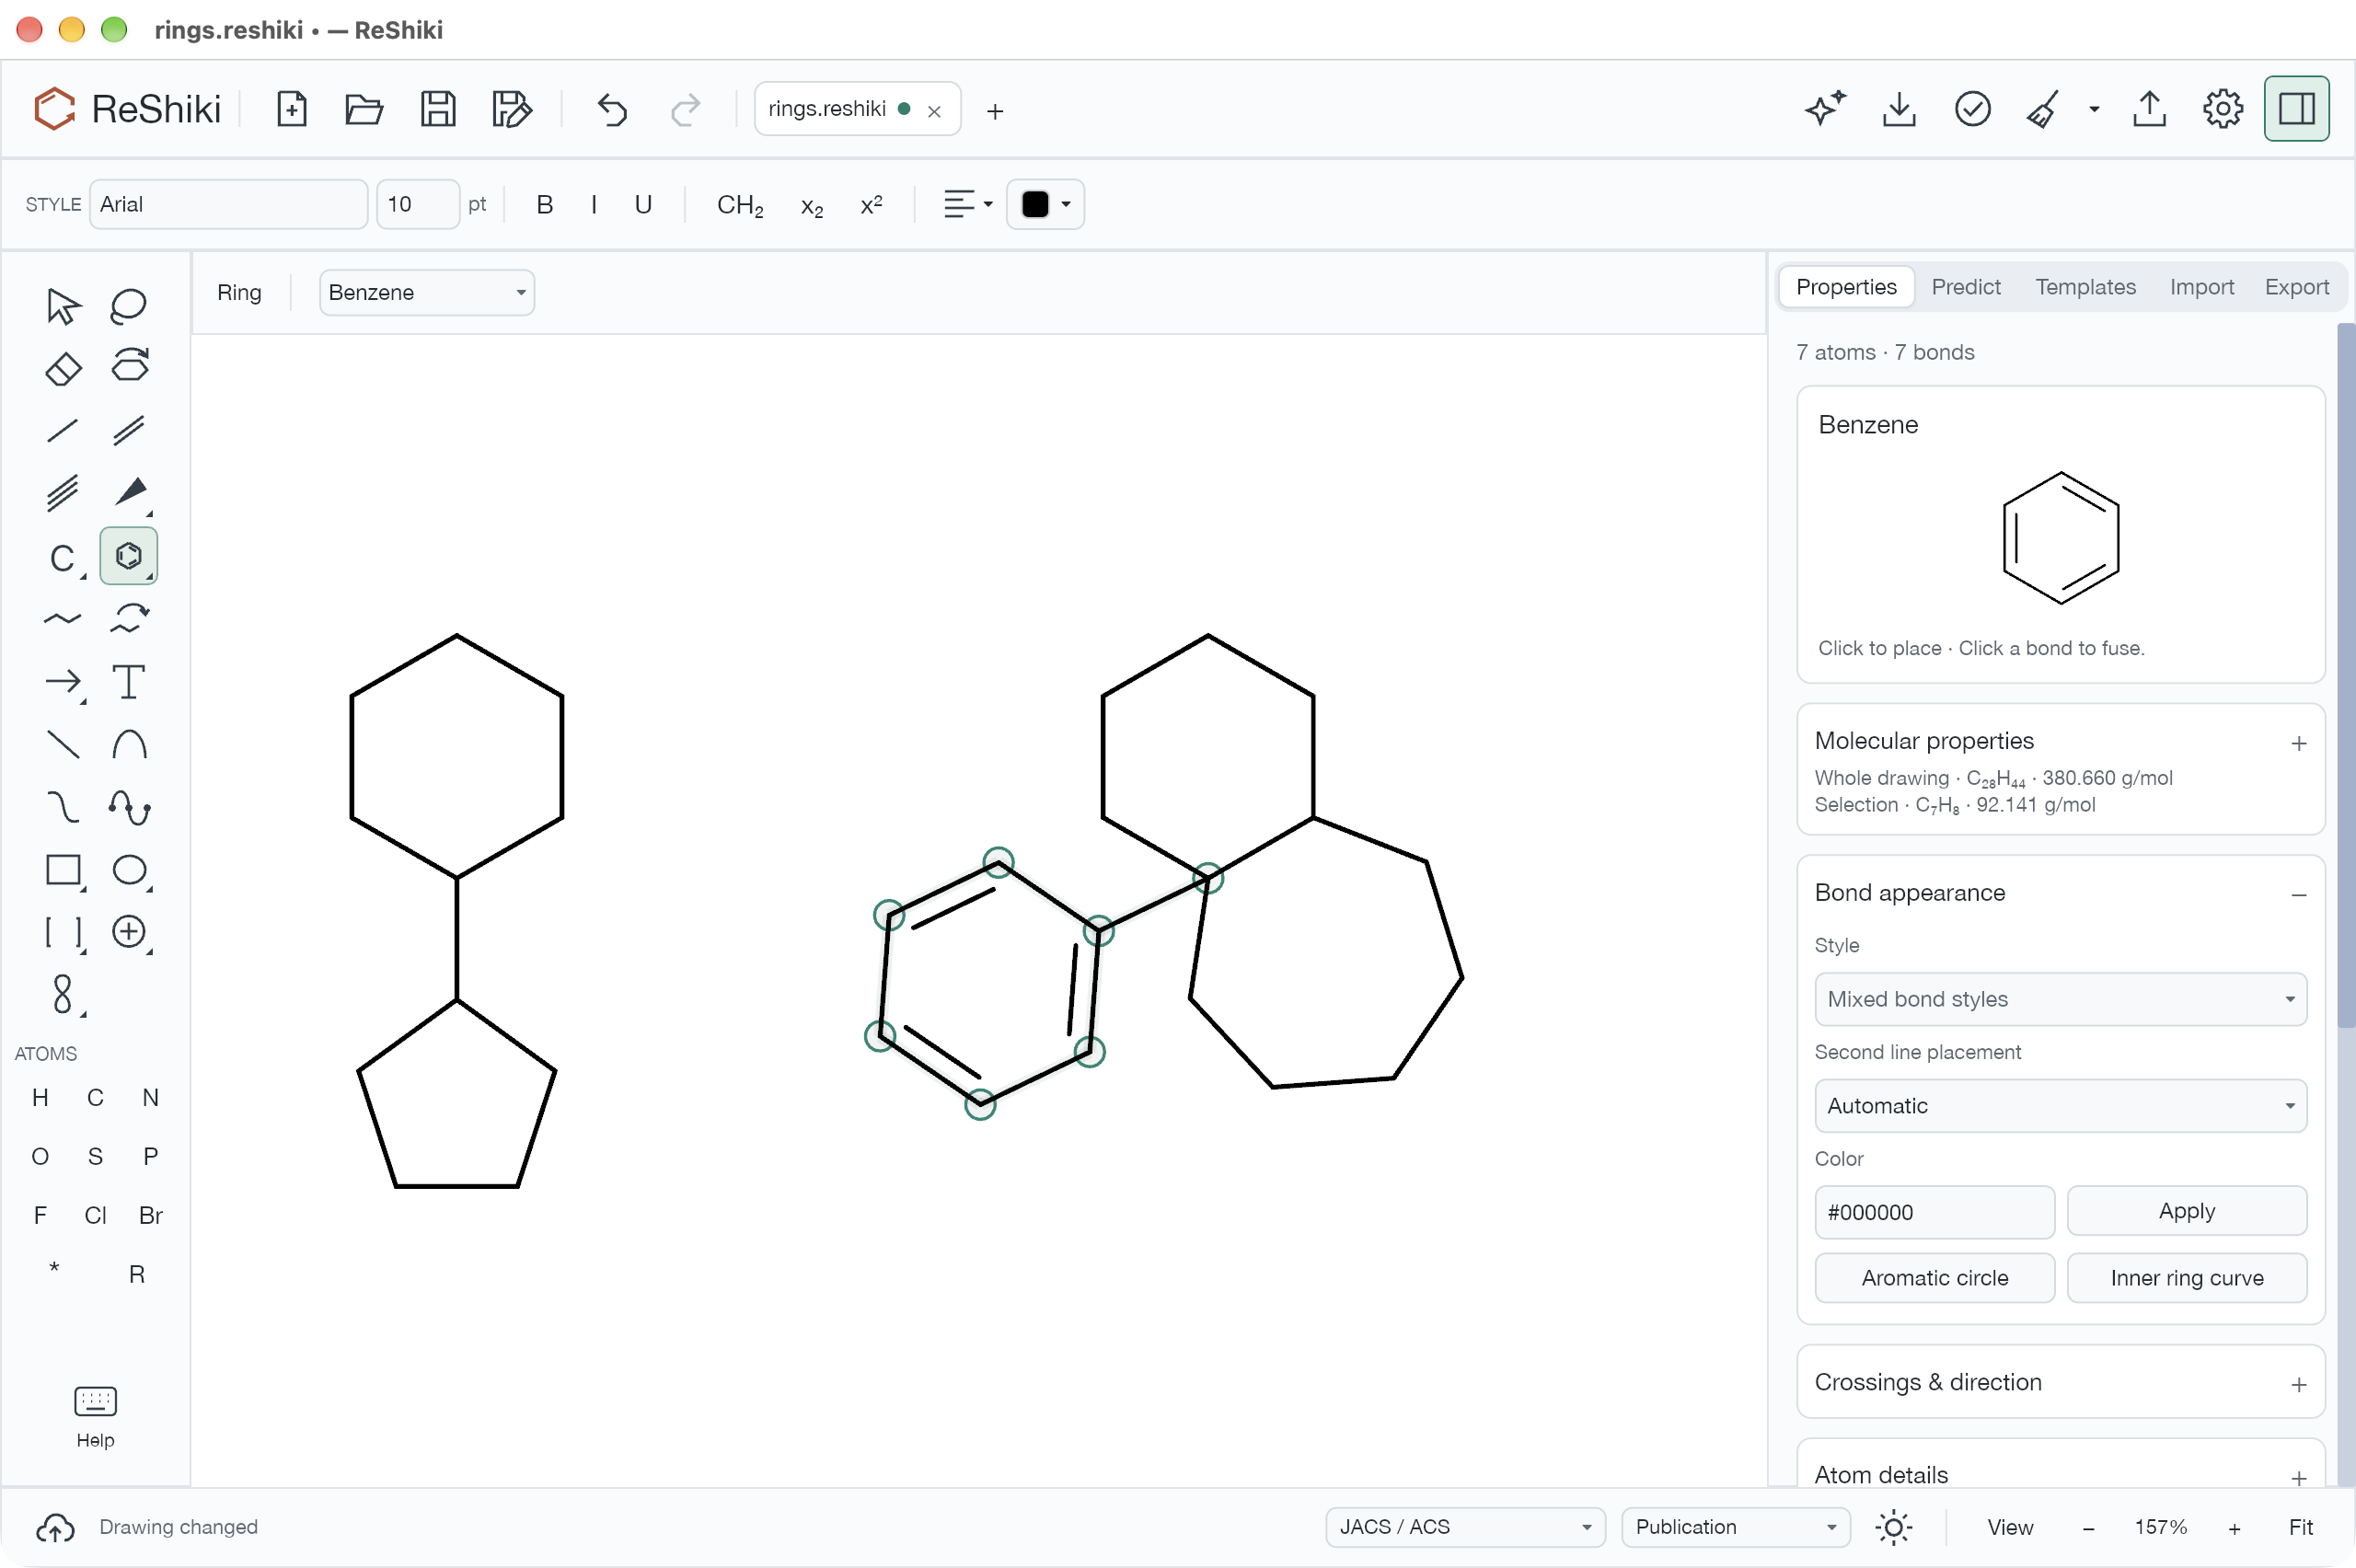 rings.reshiki • — ReShiki
ReShiki
rings.reshiki
STYLE Arial 10 pt B I U CH₂ x₂ x²
Ring Benzene
Properties Predict Templates Import Export
7 atoms · 7 bonds
Benzene
Click to place · Click a bond to fuse.
Molecular properties
Whole drawing · C₂₈H₄₄ · 380.660 g/mol
Selection · C₇H₈ · 92.141 g/mol
Bond appearance
Style
Mixed bond styles
Second line placement
Automatic
Color
#000000 Apply
Aromatic circle Inner ring curve
Crossings & direction
Atom details
C
T
ATOMS
H C N
O S P
F Cl Br
* R
Help
Drawing changed
JACS / ACS Publication View − 157% + Fit